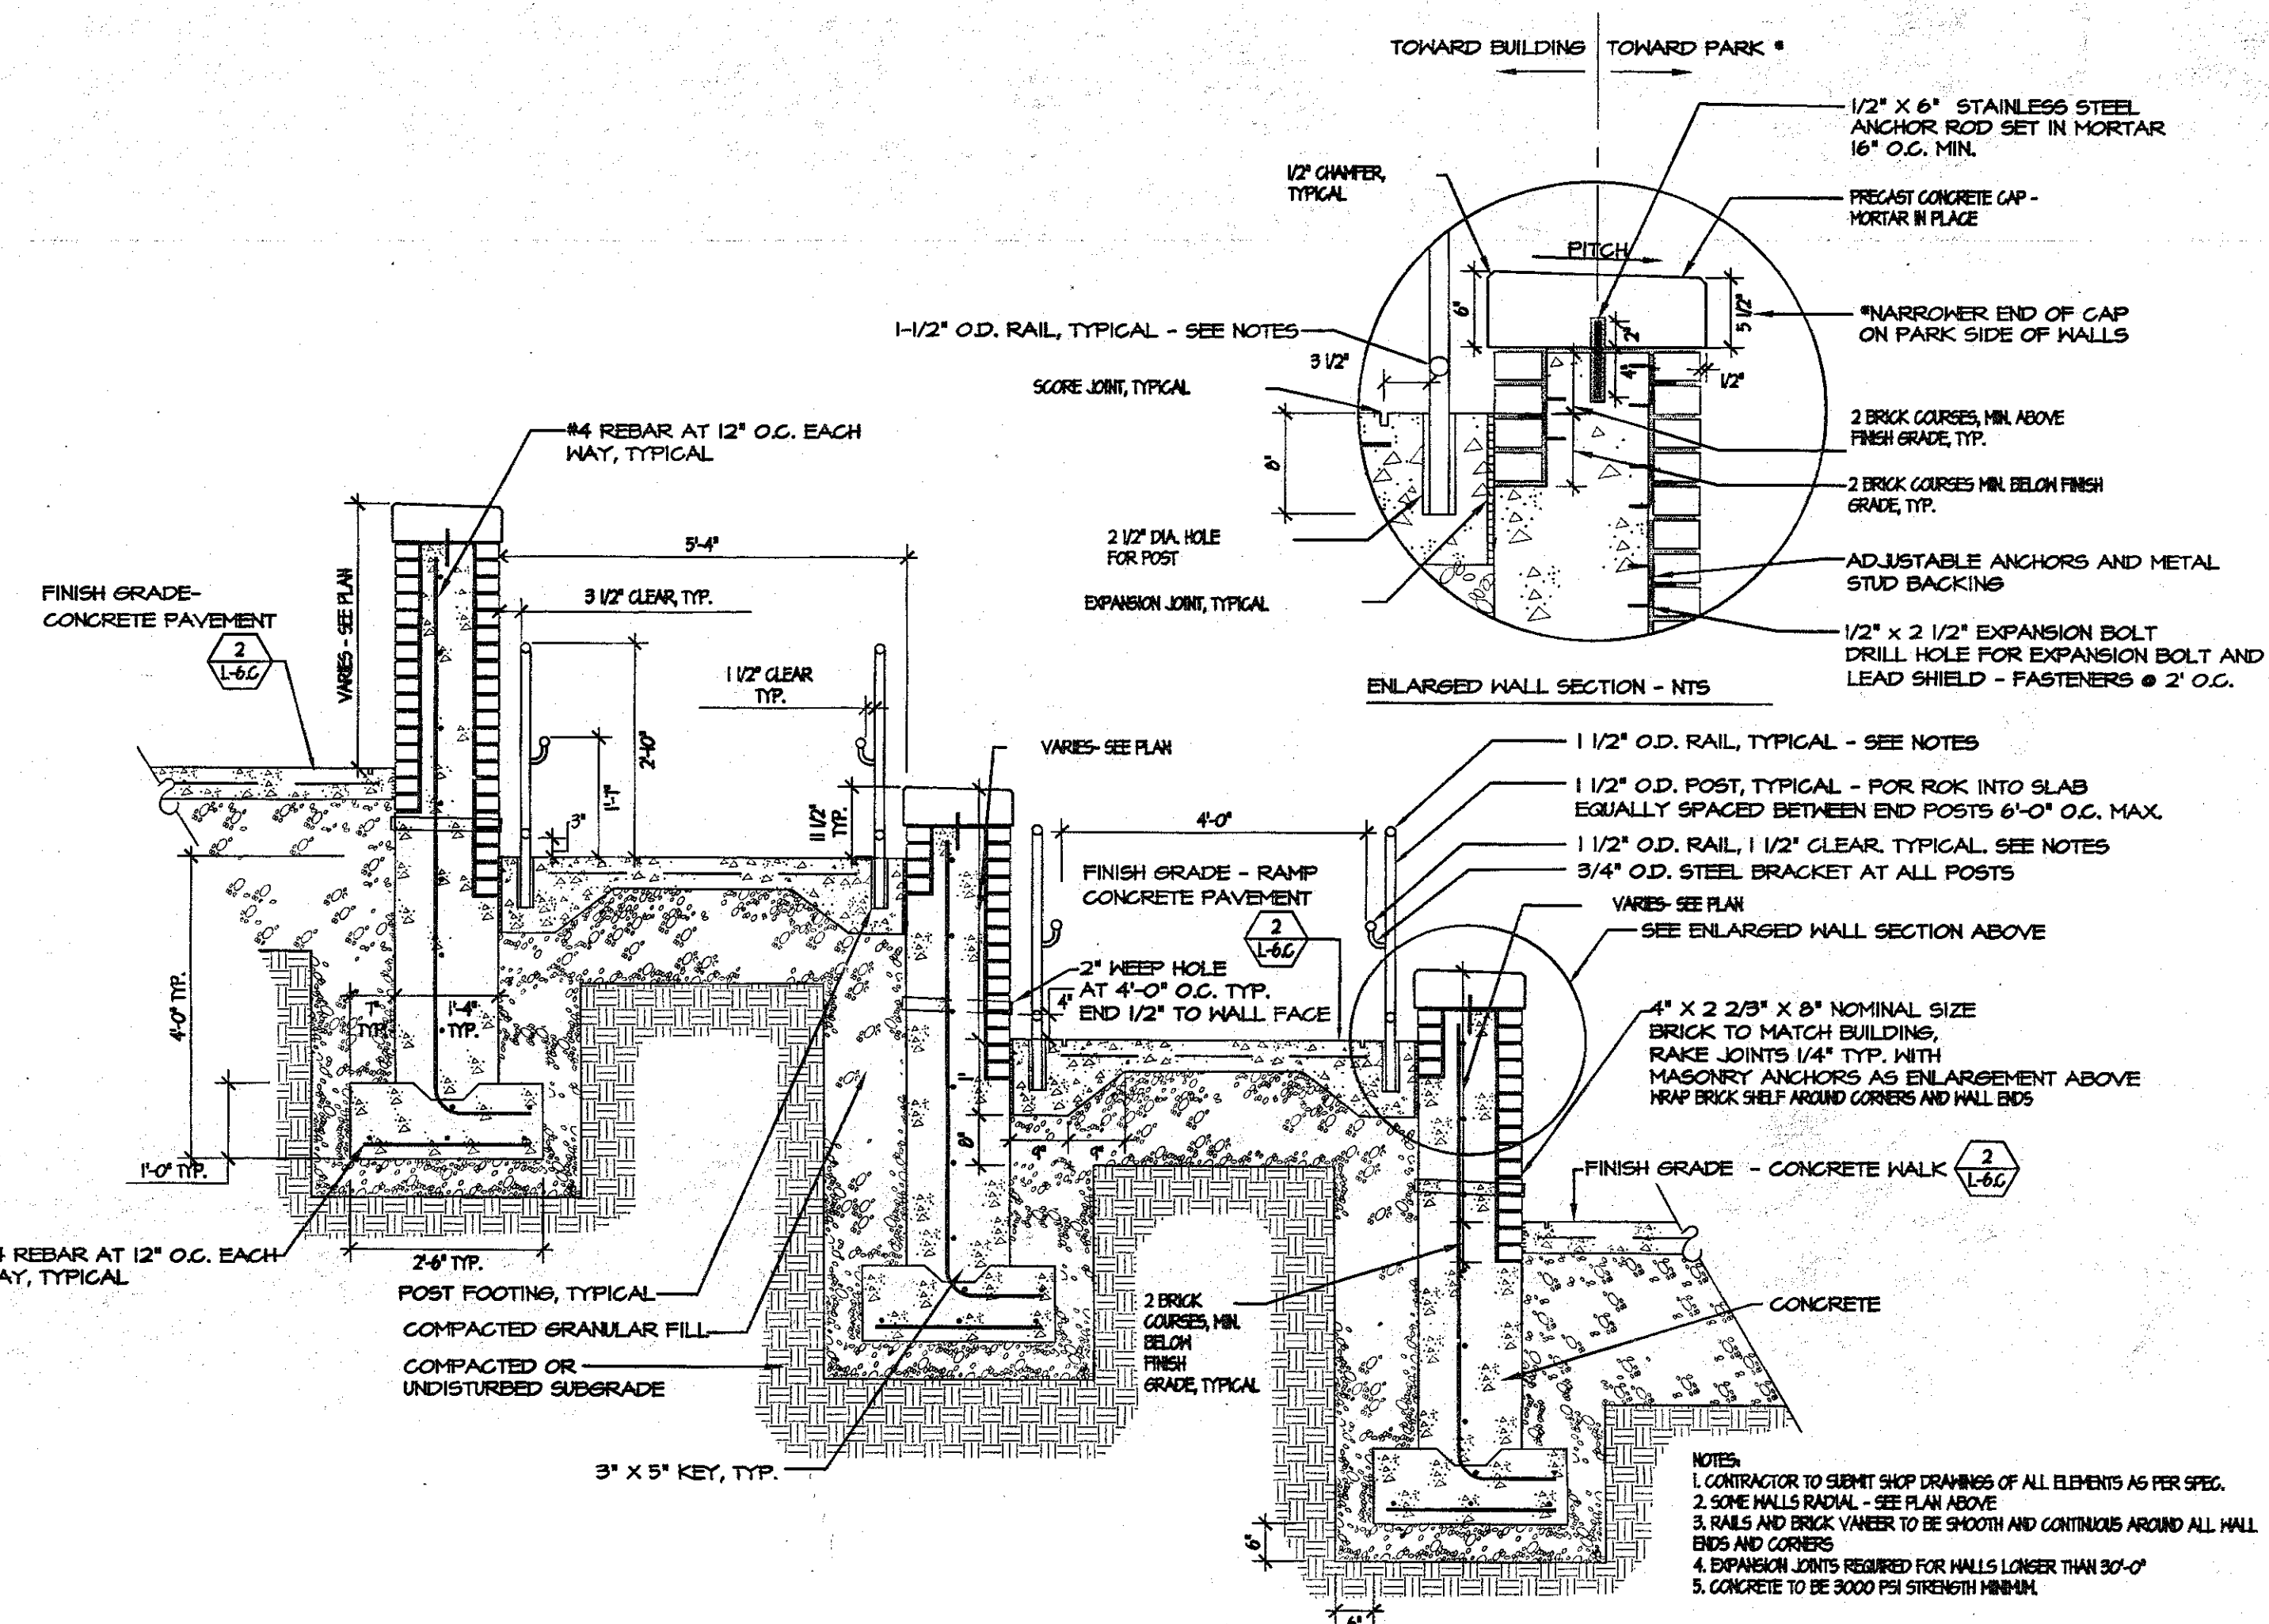 TOWARD BUILDING
TOWARD PARK *
1/2" X 6" STAINLESS STEEL
ANCHOR ROD SET IN MORTAR
16" O.C. MIN.
1/2" CHAMFER,
TYPICAL
PRECAST CONCRETE CAP -
MORTAR IN PLACE
PITCH
6"
5 1/2"
*NARROWER END OF CAP
ON PARK SIDE OF WALLS
1-1/2" O.D. RAIL, TYPICAL - SEE NOTES
3 1/2"
2"
4"
1/2"
SCORE JOINT, TYPICAL
8"
2 BRICK COURSES, MIN. ABOVE
FINISH GRADE, TYP.
2 BRICK COURSES MIN. BELOW FINISH
GRADE, TYP.
2 1/2" DIA. HOLE
FOR POST
EXPANSION JOINT, TYPICAL
ADJUSTABLE ANCHORS AND METAL
STUD BACKING
1/2" x 2 1/2" EXPANSION BOLT
DRILL HOLE FOR EXPANSION BOLT AND
LEAD SHIELD - FASTENERS @ 2' O.C.
ENLARGED WALL SECTION - NTS
#4 REBAR AT 12" O.C. EACH
WAY, TYPICAL
FINISH GRADE-
CONCRETE PAVEMENT
2
L-6.C
VARIES - SEE PLAN
5'-4"
3 1/2" CLEAR, TYP.
1 1/2" CLEAR
TYP.
2'-10"
1'-7"
3"
11 1/2"
TYP.
VARIES- SEE PLAN
4'-0"
1 1/2" O.D. RAIL, TYPICAL - SEE NOTES
1 1/2" O.D. POST, TYPICAL - POR ROK INTO SLAB
EQUALLY SPACED BETWEEN END POSTS 6'-0" O.C. MAX.
1 1/2" O.D. RAIL, 1 1/2" CLEAR. TYPICAL. SEE NOTES
3/4" O.D. STEEL BRACKET AT ALL POSTS
FINISH GRADE - RAMP
CONCRETE PAVEMENT
2
L-6.C
VARIES- SEE PLAN
SEE ENLARGED WALL SECTION ABOVE
2" WEEP HOLE
AT 4'-0" O.C. TYP.
END 1/2" TO WALL FACE
4"
4" X 2 2/3" X 8" NOMINAL SIZE
BRICK TO MATCH BUILDING,
RAKE JOINTS 1/4" TYP. WITH
MASONRY ANCHORS AS ENLARGEMENT ABOVE
WRAP BRICK SHELF AROUND CORNERS AND WALL ENDS
4'-0" TYP.
7"
TYP.
1'-4"
TYP.
8"
9"
9"
1'-0" TYP.
FINISH GRADE - CONCRETE WALK
2
L-6.C
REBAR AT 12" O.C. EACH
TYPICAL
2'-6" TYP.
POST FOOTING, TYPICAL
COMPACTED GRANULAR FILL
COMPACTED OR
UNDISTURBED SUBGRADE
3" X 5" KEY, TYP.
2 BRICK
COURSES, MIN.
BELOW
FINISH
GRADE, TYPICAL
CONCRETE
6"
6"
NOTES:
1. CONTRACTOR TO SUBMIT SHOP DRAWINGS OF ALL ELEMENTS AS PER SPEC.
2. SOME WALLS RADIAL - SEE PLAN ABOVE
3. RAILS AND BRICK VANEER TO BE SMOOTH AND CONTINUOUS AROUND ALL WALL
ENDS AND CORNERS
4. EXPANSION JOINTS REQUIRED FOR WALLS LONGER THAN 30'-0"
5. CONCRETE TO BE 3000 PSI STRENGTH MINIMUM.